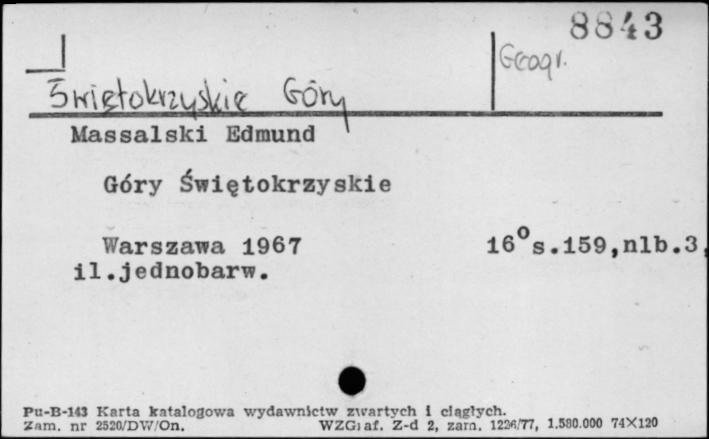 8843
Geogr.
Świętokrzyskie Góry
Massalski Edmund
Góry Świętokrzyskie
Warszawa 1967 16° s.159,nlb.3,
il.jednobarw.
Pu-B-143 Karta katalogowa wydawnictw zwartych i ciągłych.
Zam. nr 2520/DW/On. WZGraf. Z-d 2, zam. 1226/77, 1.580.000 74×120